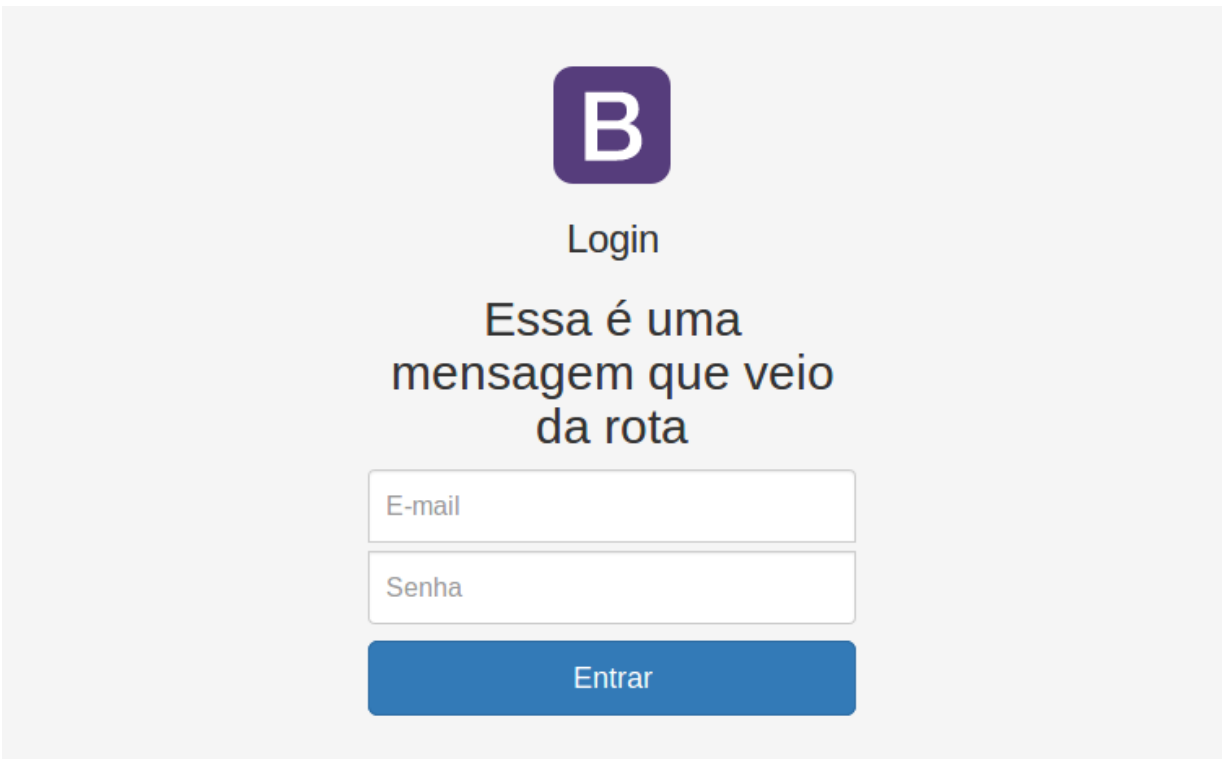 B
Login
Essa é uma
mensagem que veio
da rota
E-mail
Senha
Entrar